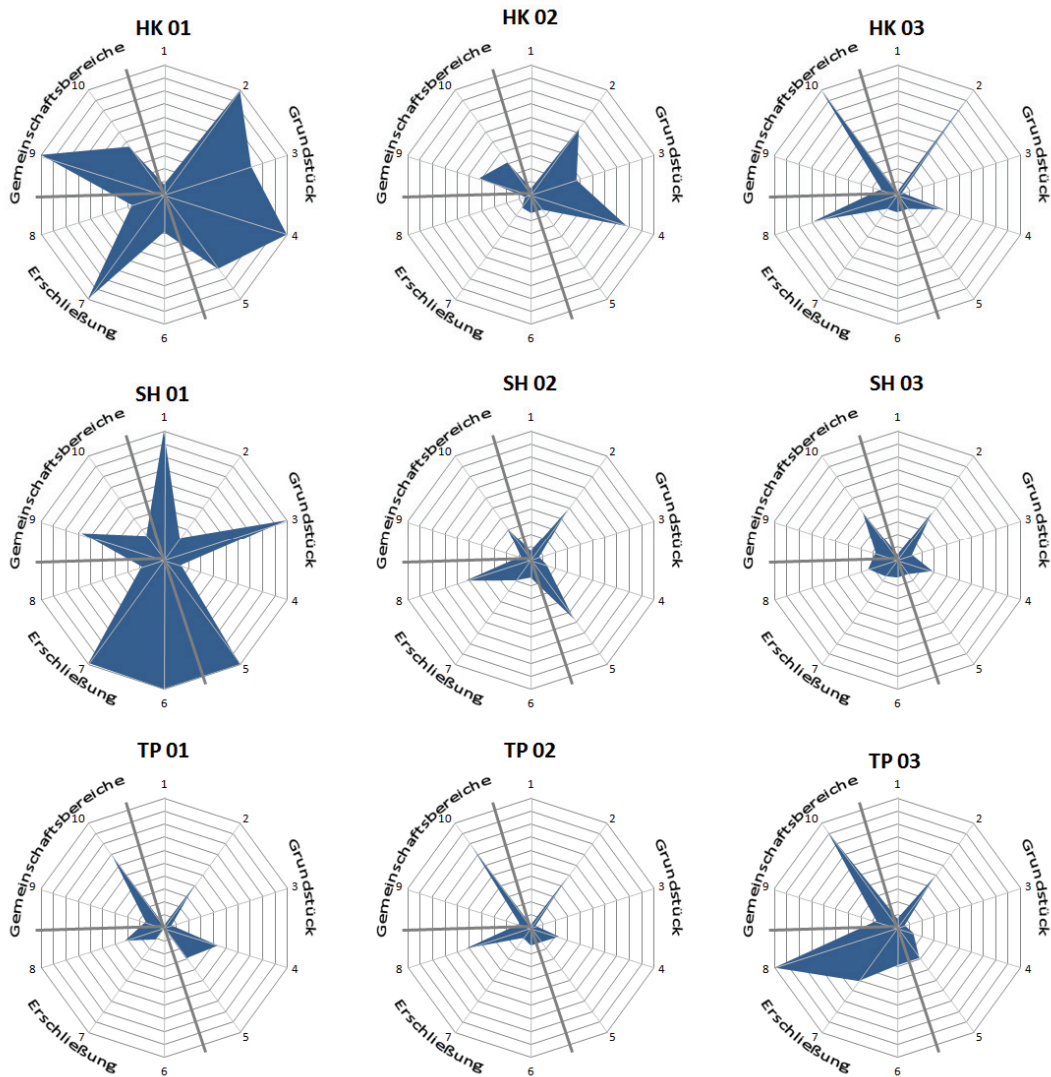 HK 01
1
2
3
4
5
6
7
8
9
10
Gemeinschaftsbereiche
Grundstück
Erschließung
HK 02
1
2
3
4
5
6
7
8
9
10
Gemeinschaftsbereiche
Grundstück
Erschließung
HK 03
1
2
3
4
5
6
7
8
9
10
Gemeinschaftsbereiche
Grundstück
Erschließung
SH 01
1
2
3
4
5
6
7
8
9
10
Gemeinschaftsbereiche
Grundstück
Erschließung
SH 02
1
2
3
4
5
6
7
8
9
10
Gemeinschaftsbereiche
Grundstück
Erschließung
SH 03
1
2
3
4
5
6
7
8
9
10
Gemeinschaftsbereiche
Grundstück
Erschließung
TP 01
1
2
3
4
5
6
7
8
9
10
Gemeinschaftsbereiche
Grundstück
Erschließung
TP 02
1
2
3
4
5
6
7
8
9
10
Gemeinschaftsbereiche
Grundstück
Erschließung
TP 03
1
2
3
4
5
6
7
8
9
10
Gemeinschaftsbereiche
Grundstück
Erschließung